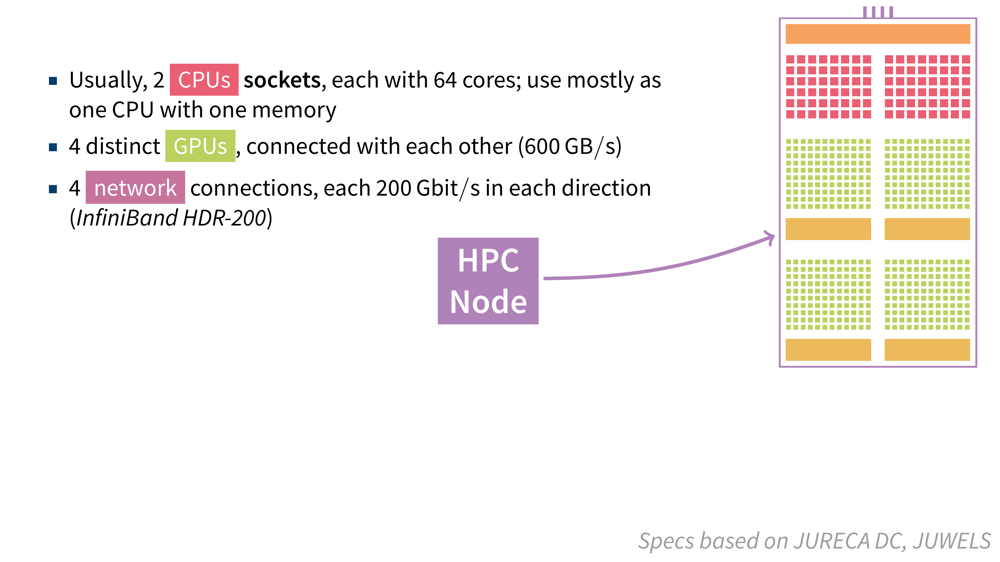 Usually, 2 CPUs sockets, each with 64 cores; use mostly as
one CPU with one memory
4 distinct GPUs, connected with each other (600 GB/s)
4 network connections, each 200 Gbit/s in each direction
(InfiniBand HDR-200)
HPC
Node
Specs based on JURECA DC, JUWELS